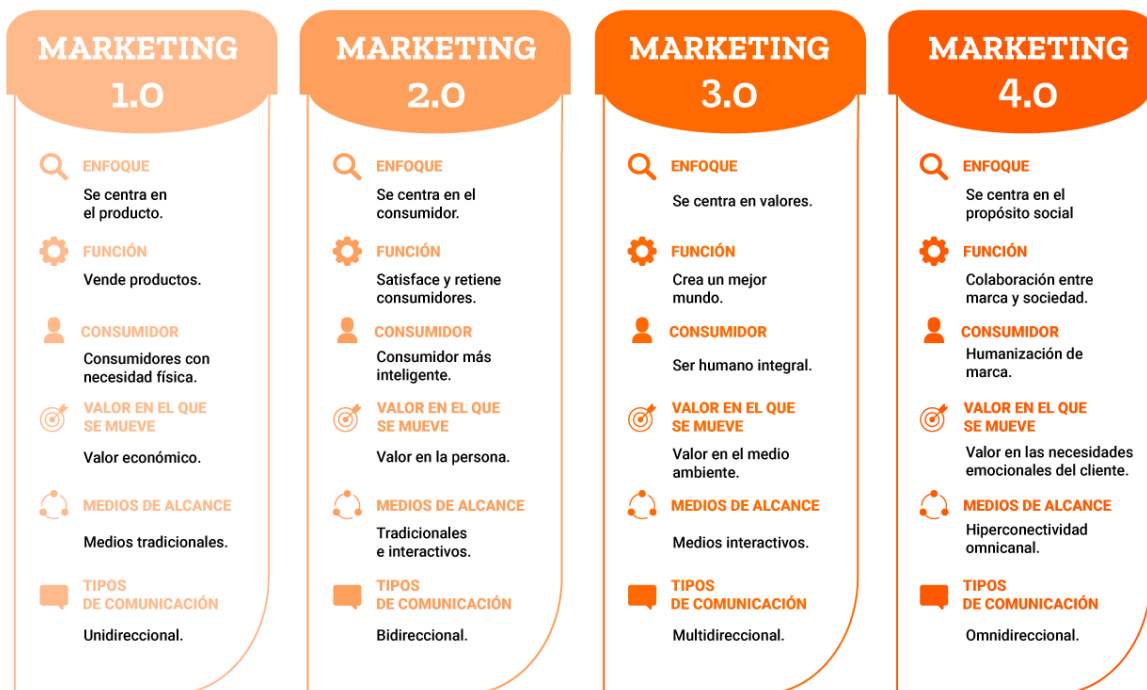 MARKETING
1.0
ENFOQUE
Se centra en
el producto.
FUNCIÓN
Vende productos.
CONSUMIDOR
Consumidores con
necesidad física.
VALOR EN EL QUE
SE MUEVE
Valor económico.
MEDIOS DE ALCANCE
Medios tradicionales.
TIPOS
DE COMUNICACIÓN
Unidireccional.
MARKETING
2.0
ENFOQUE
Se centra en el
consumidor.
FUNCIÓN
Satisface y retiene
consumidores.
CONSUMIDOR
Consumidor más
inteligente.
VALOR EN EL QUE
SE MUEVE
Valor en la persona.
MEDIOS DE ALCANCE
Tradicionales
e interactivos.
TIPOS
DE COMUNICACIÓN
Bidireccional.
MARKETING
3.0
ENFOQUE
Se centra en valores.
FUNCIÓN
Crea un mejor
mundo.
CONSUMIDOR
Ser humano integral.
VALOR EN EL QUE
SE MUEVE
Valor en el medio
ambiente.
MEDIOS DE ALCANCE
Medios interactivos.
TIPOS
DE COMUNICACIÓN
Multidireccional.
MARKETING
4.0
ENFOQUE
Se centra en el
propósito social
FUNCIÓN
Colaboración entre
marca y sociedad.
CONSUMIDOR
Humanización de
marca.
VALOR EN EL QUE
SE MUEVE
Valor en las necesidades
emocionales del cliente.
MEDIOS DE ALCANCE
Hiperconectividad
omnicanal.
TIPOS
DE COMUNICACIÓN
Omnidireccional.